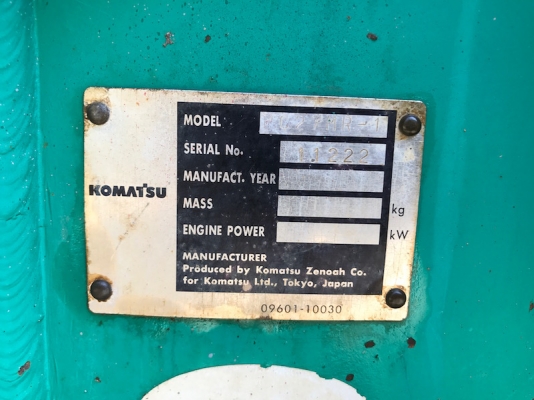 MODEL
SERIAL No. 11222
MANUFACT. YEAR
KOMATSU
MASS kg
ENGINE POWER kW
MANUFACTURER
Produced by Komatsu Zenoah Co.
for Komatsu Ltd., Tokyo, Japan
09601-10030